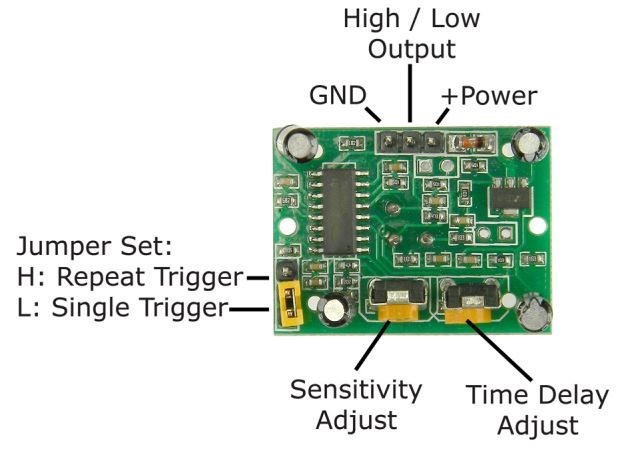 High / Low
Output
GND
+Power
Jumper Set:
H: Repeat Trigger
L: Single Trigger
Sensitivity
Adjust
Time Delay
Adjust